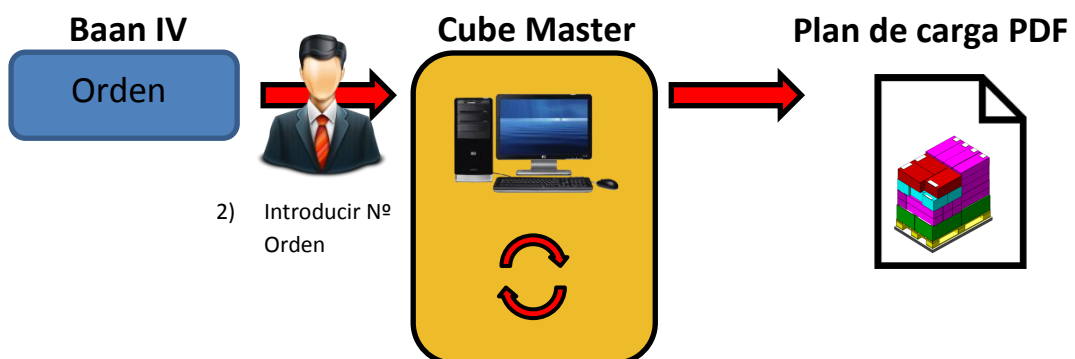 Baan IV
Cube Master
Plan de carga PDF
Orden
2) Introducir Nº
Orden